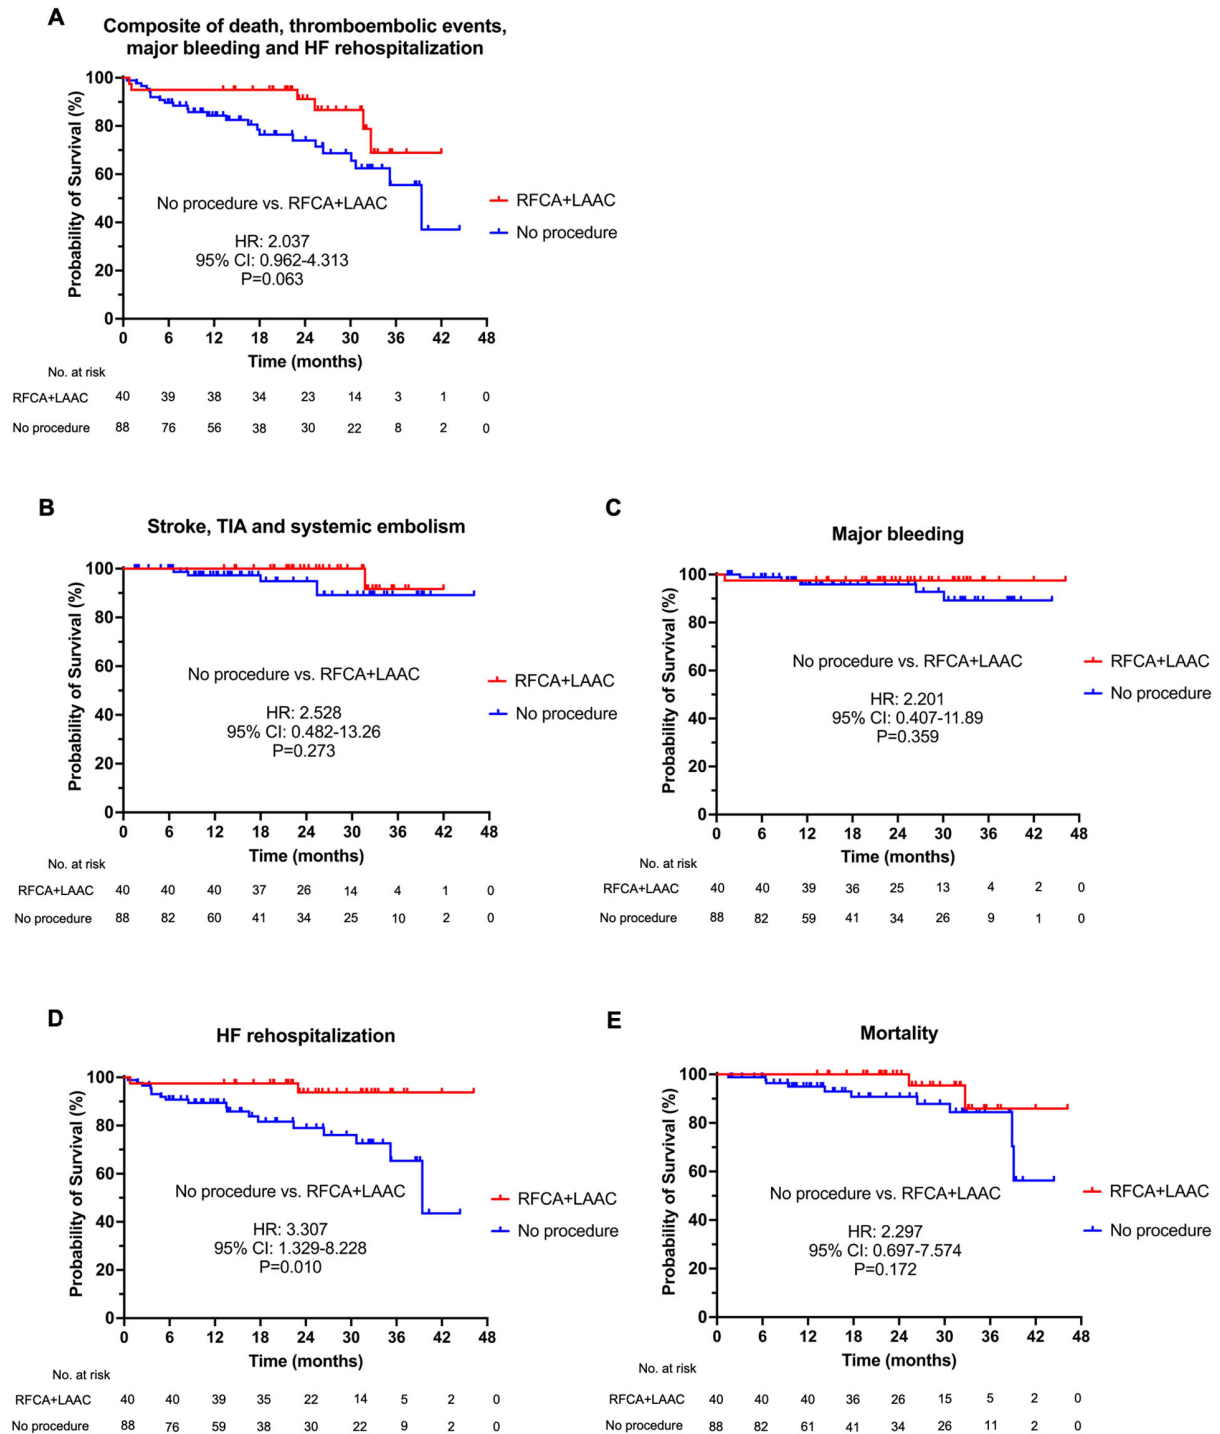 A
Composite of death, thromboembolic events,
major bleeding and HF rehospitalization
Probability of Survival (%)
100
80
60
40
20
0
No procedure vs. RFCA+LAAC
HR: 2.037
95% CI: 0.962-4.313
P=0.063
RFCA+LAAC
No procedure
0 6 12 18 24 30 36 42 48
Time (months)
No. at risk
RFCA+LAAC 40 39 38 34 23 14 3 1 0
No procedure 88 76 56 38 30 22 8 2 0
B
Stroke, TIA and systemic embolism
Probability of Survival (%)
100
80
60
40
20
0
No procedure vs. RFCA+LAAC
HR: 2.528
95% CI: 0.482-13.26
P=0.273
RFCA+LAAC
No procedure
0 6 12 18 24 30 36 42 48
Time (months)
No. at risk
RFCA+LAAC 40 40 40 37 26 14 4 1 0
No procedure 88 82 60 41 34 25 10 2 0
C
Major bleeding
Probability of Survival (%)
100
80
60
40
20
0
No procedure vs. RFCA+LAAC
HR: 2.201
95% CI: 0.407-11.89
P=0.359
RFCA+LAAC
No procedure
0 6 12 18 24 30 36 42 48
Time (months)
No. at risk
RFCA+LAAC 40 40 39 36 25 13 4 2 0
No procedure 88 82 59 41 34 26 9 1 0
D
HF rehospitalization
Probability of Survival (%)
100
80
60
40
20
0
No procedure vs. RFCA+LAAC
HR: 3.307
95% CI: 1.329-8.228
P=0.010
RFCA+LAAC
No procedure
0 6 12 18 24 30 36 42 48
Time (months)
No. at risk
RFCA+LAAC 40 40 39 35 22 14 5 2 0
No procedure 88 76 59 38 30 22 9 2 0
E
Mortality
Probability of Survival (%)
100
80
60
40
20
0
No procedure vs. RFCA+LAAC
HR: 2.297
95% CI: 0.697-7.574
P=0.172
RFCA+LAAC
No procedure
0 6 12 18 24 30 36 42 48
Time (months)
No. at risk
RFCA+LAAC 40 40 40 36 26 15 5 2 0
No procedure 88 82 61 41 34 26 11 2 0